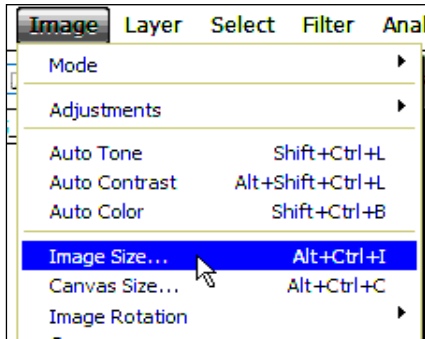 Image Layer Select Filter
Mode
Adjustments
Auto Tone Shift+Ctrl+L
Auto Contrast Alt+Shift+Ctrl+L
Auto Color Shift+Ctrl+B
Image Size... Alt+Ctrl+I
Canvas Size... Alt+Ctrl+C
Image Rotation